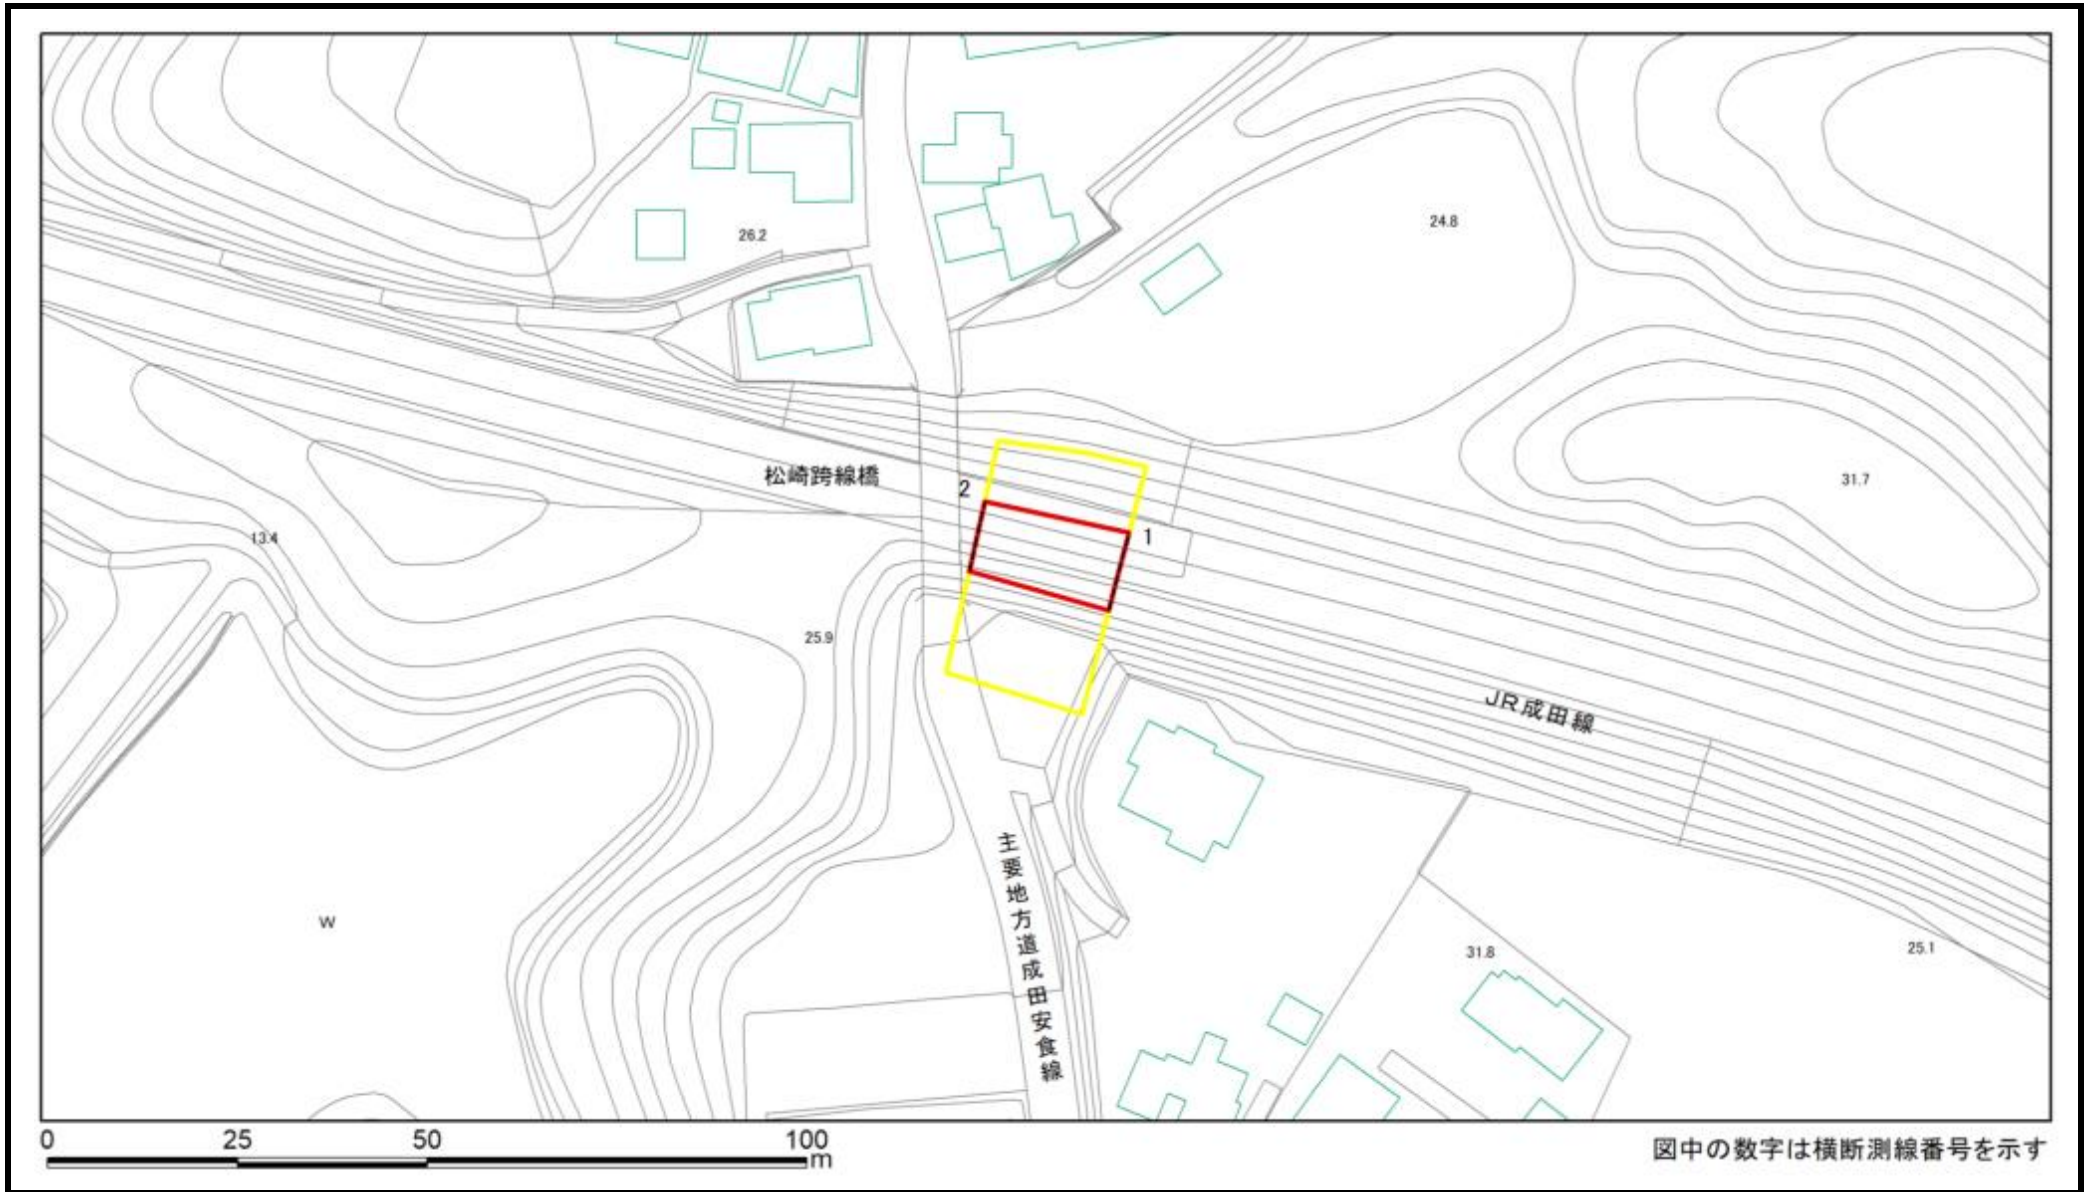 26.2
24.8
松崎跨線橋
2
1
31.7
13.4
25.9
JR成田線
主要地方道成田安食線
W
31.8
25.1
0 25 50 100
m
図中の数字は横断測線番号を示す